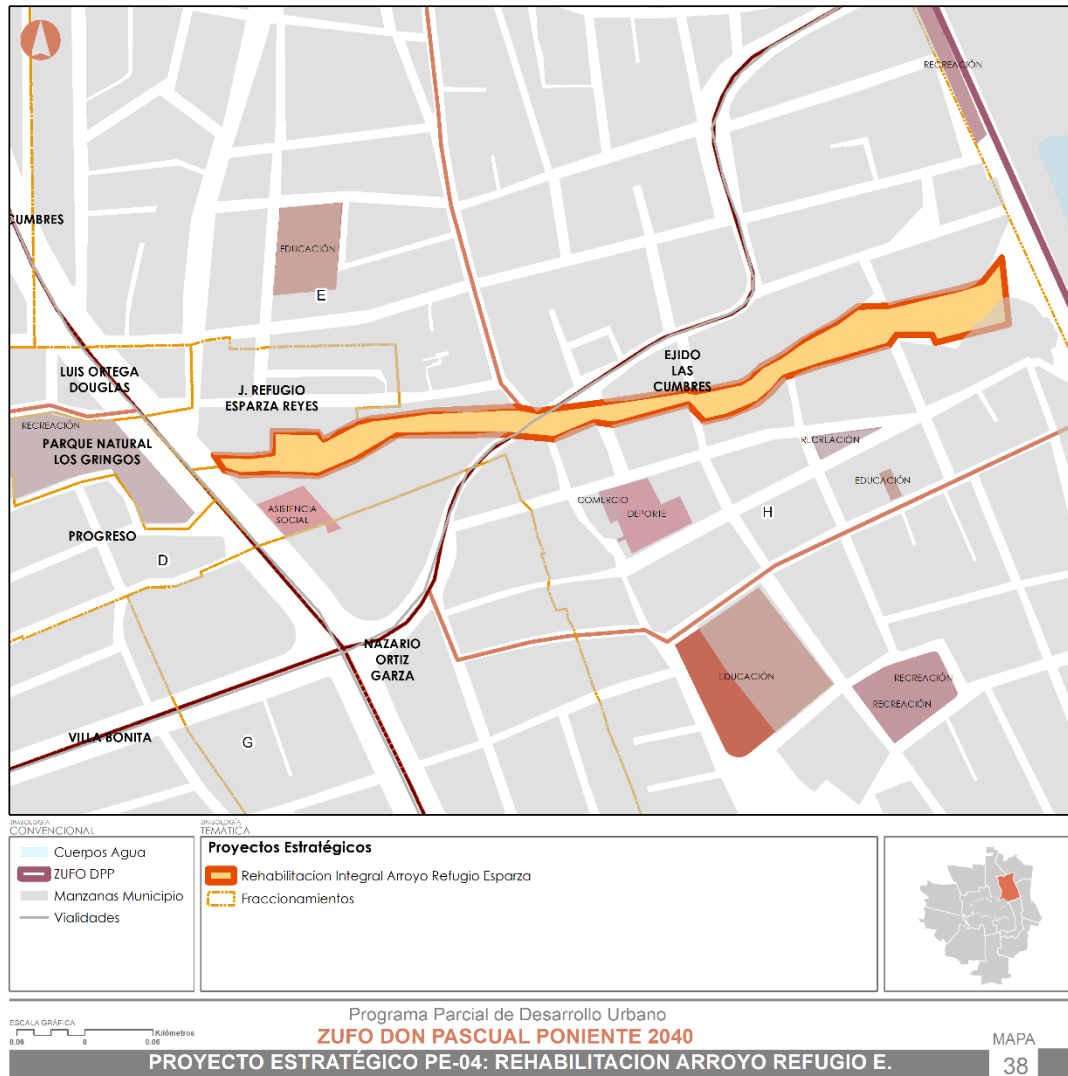 RECREACIÓN
CUMBRES
EDUCACIÓN
E
LUIS ORTEGA
DOUGLAS
J. REFUGIO
ESPARZA REYES
EJIDO
LAS
CUMBRES
RECREACIÓN
PARQUE NATURAL
LOS GRINGOS
RECREACIÓN
EDUCACIÓN
ASISTENCIA
SOCIAL
COMERCIO
DEPORTE
H
PROGRESO
D
NAZARIO
ORTIZ
GARZA
EDUCACIÓN
RECREACIÓN
RECREACIÓN
VILLA BONITA
G
SIMBOLOGÍA
CONVENCIONAL
Cuerpos Agua
ZUFO DPP
Manzanas Municipio
Vialidades
SIMBOLOGÍA
TEMÁTICA
Proyectos Estratégicos
Rehabilitacion Integral Arroyo Refugio Esparza
Fraccionamientos
ESCALA GRÁFICA
Kilómetros
0.06 0 0.06
Programa Parcial de Desarrollo Urbano
ZUFO DON PASCUAL PONIENTE 2040
PROYECTO ESTRATÉGICO PE-04: REHABILITACION ARROYO REFUGIO E.
MAPA
38